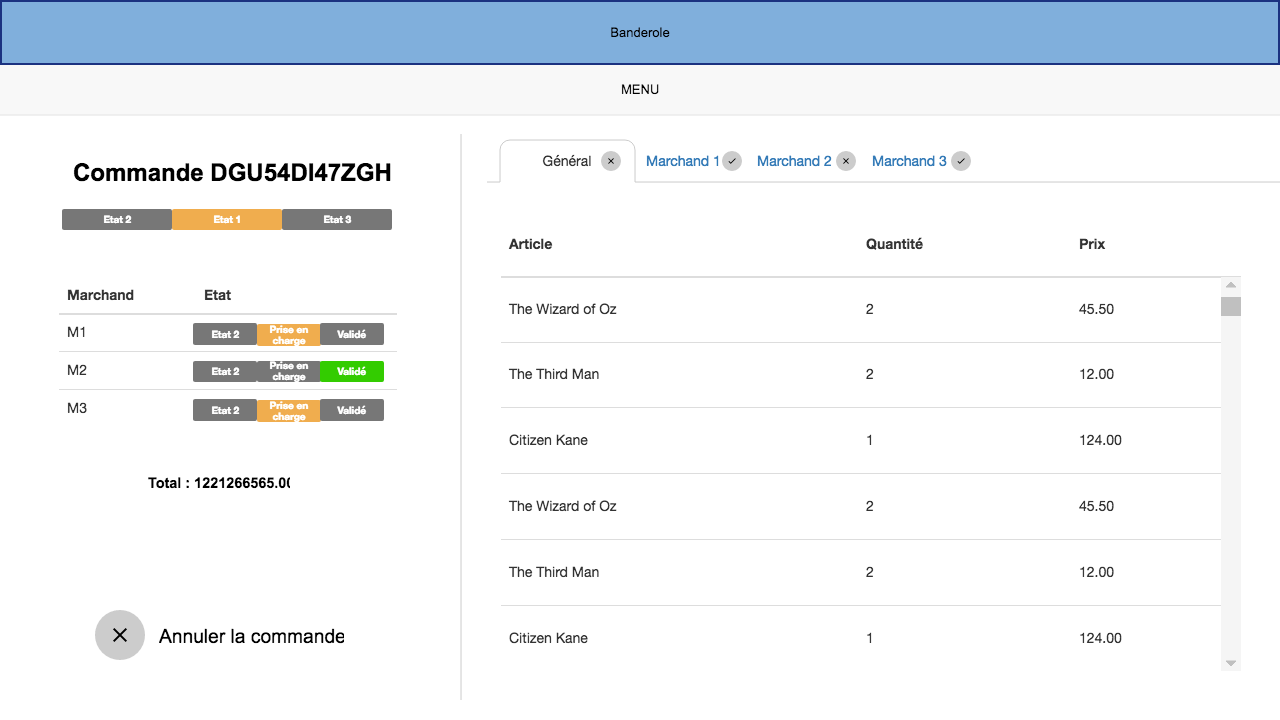 Banderole
MENU
Commande DGU54DI47ZGH
Etat 2 Etat 1 Etat 3
Marchand Etat
M1 Etat 2 Prise en charge Validé
M2 Etat 2 Prise en charge Validé
M3 Etat 2 Prise en charge Validé
Total : 1221266565.00
Annuler la commande
Général Marchand 1 Marchand 2 Marchand 3
Article Quantité Prix
The Wizard of Oz 2 45.50
The Third Man 2 12.00
Citizen Kane 1 124.00
The Wizard of Oz 2 45.50
The Third Man 2 12.00
Citizen Kane 1 124.00